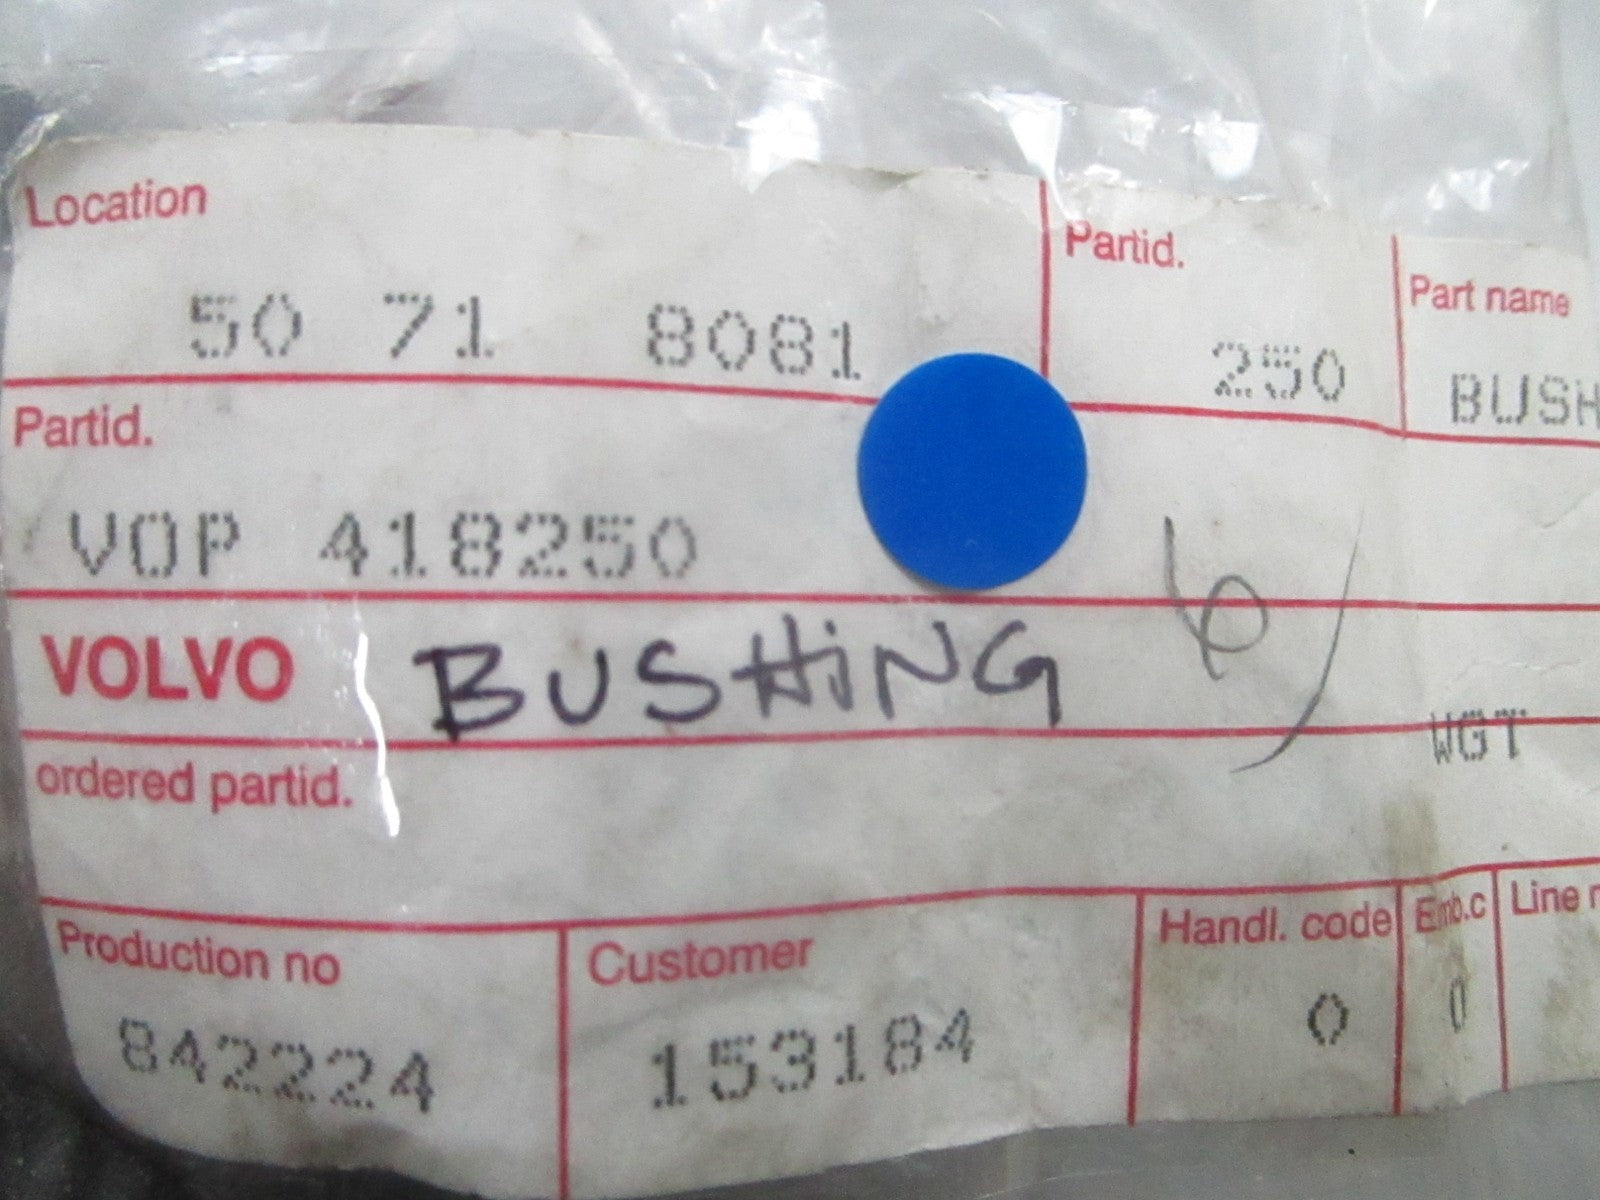 Location
Partid.
Part name
50 71 8081
250
BUSH
Partid.
VOP 418250
VOLVO BUSHING
WGT
ordered partid.
Production no
Customer
Handl. code
Emb.c
Line
842224
153184
0
0